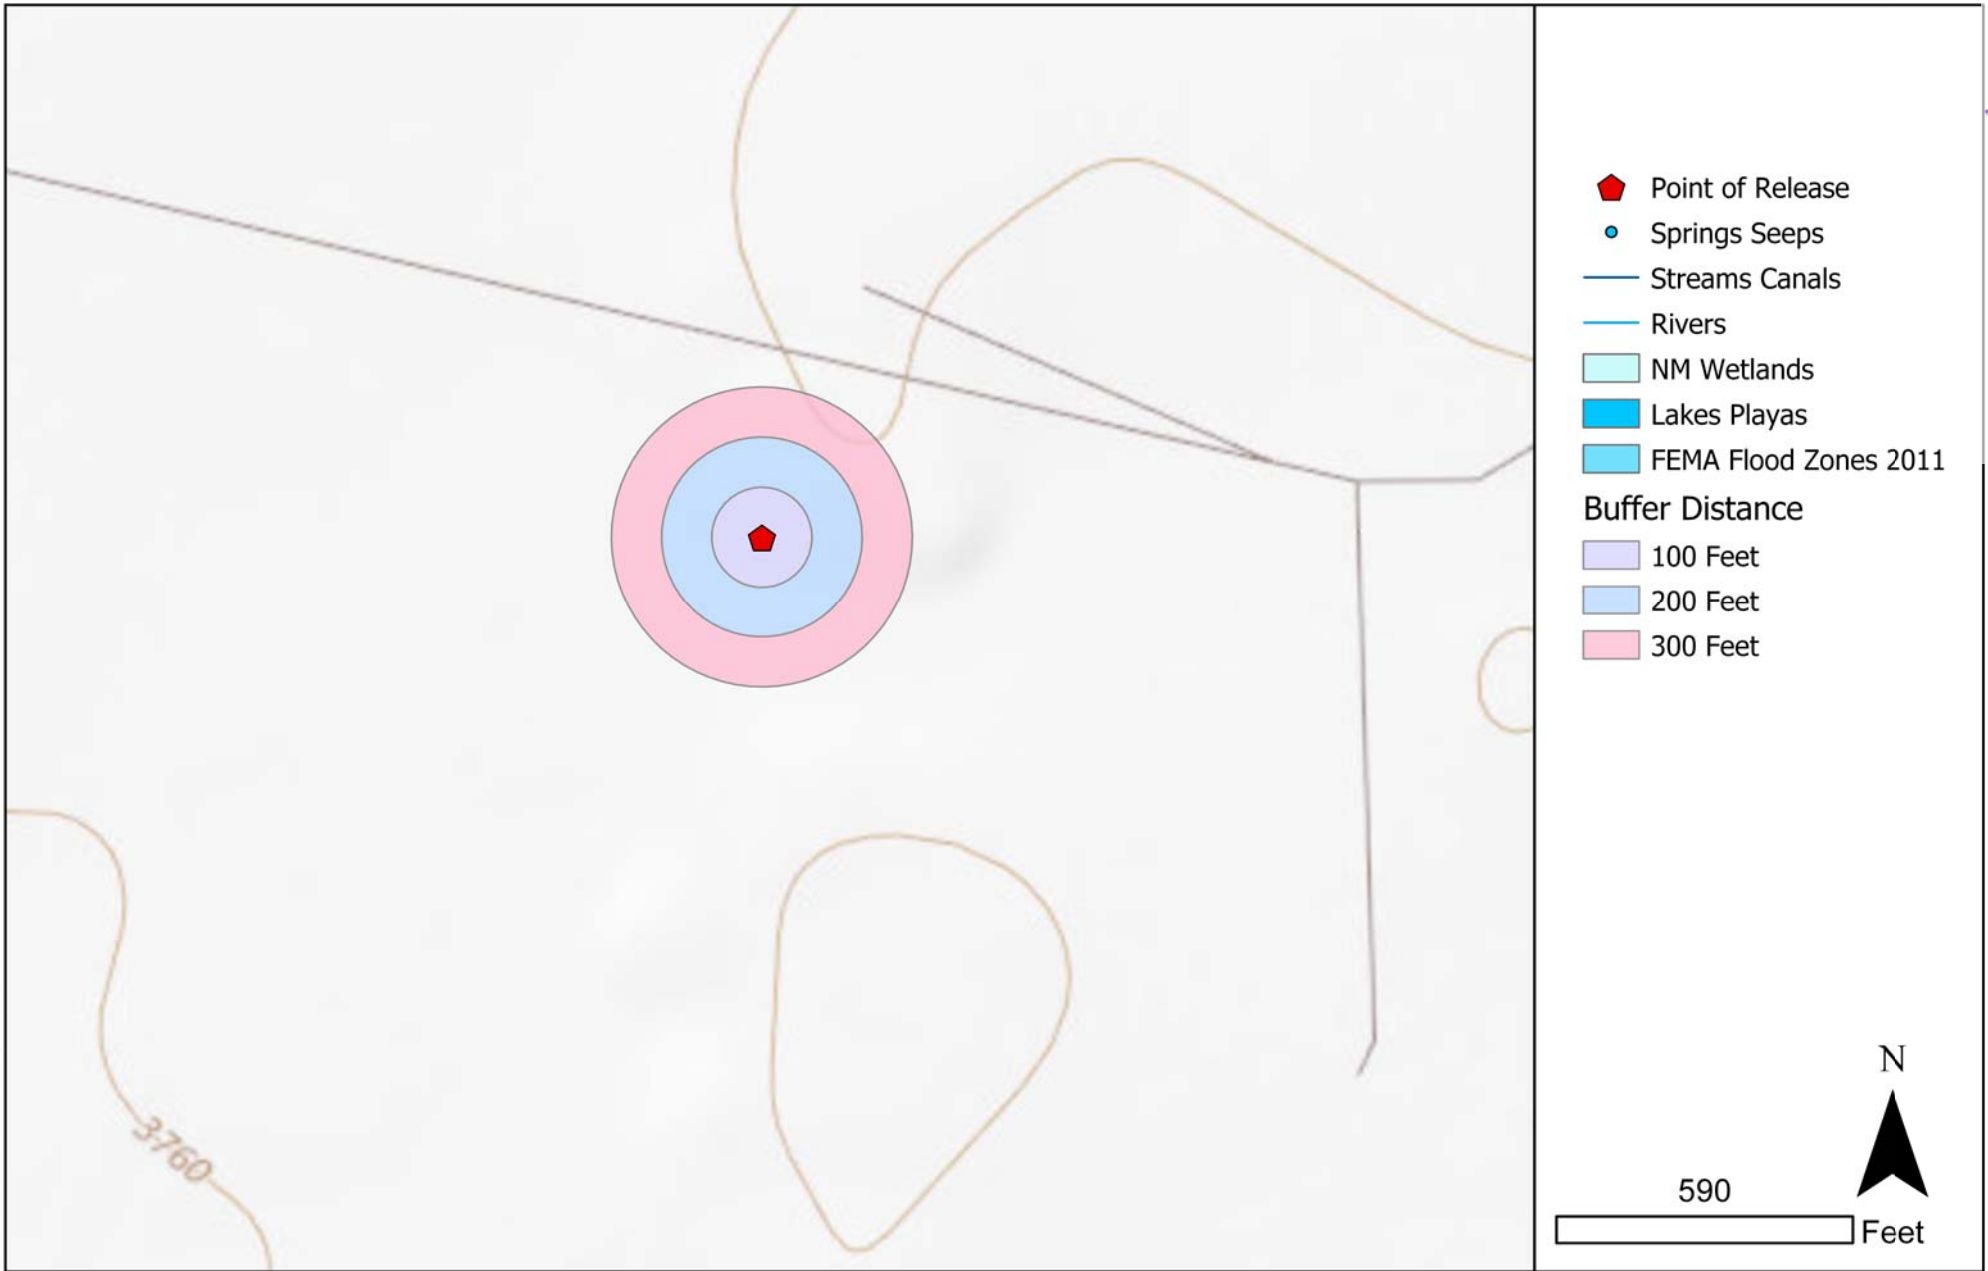 Point of Release
Springs Seeps
Streams Canals
Rivers
NM Wetlands
Lakes Playas
FEMA Flood Zones 2011
Buffer Distance
100 Feet
200 Feet
300 Feet
3760
N
590
Feet